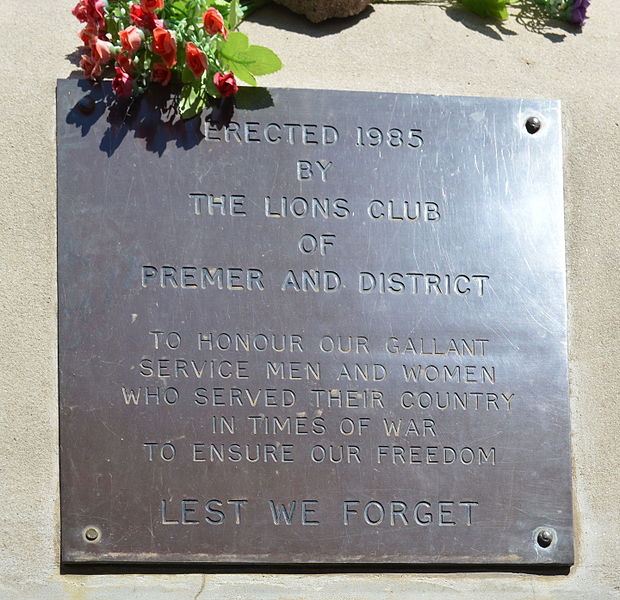 ERECTED 1985
BY
THE LIONS CLUB
OF
PREMER AND DISTRICT
TO HONOUR OUR GALLANT
SERVICE MEN AND WOMEN
WHO SERVED THEIR COUNTRY
IN TIMES OF WAR
TO ENSURE OUR FREEDOM
LEST WE FORGET